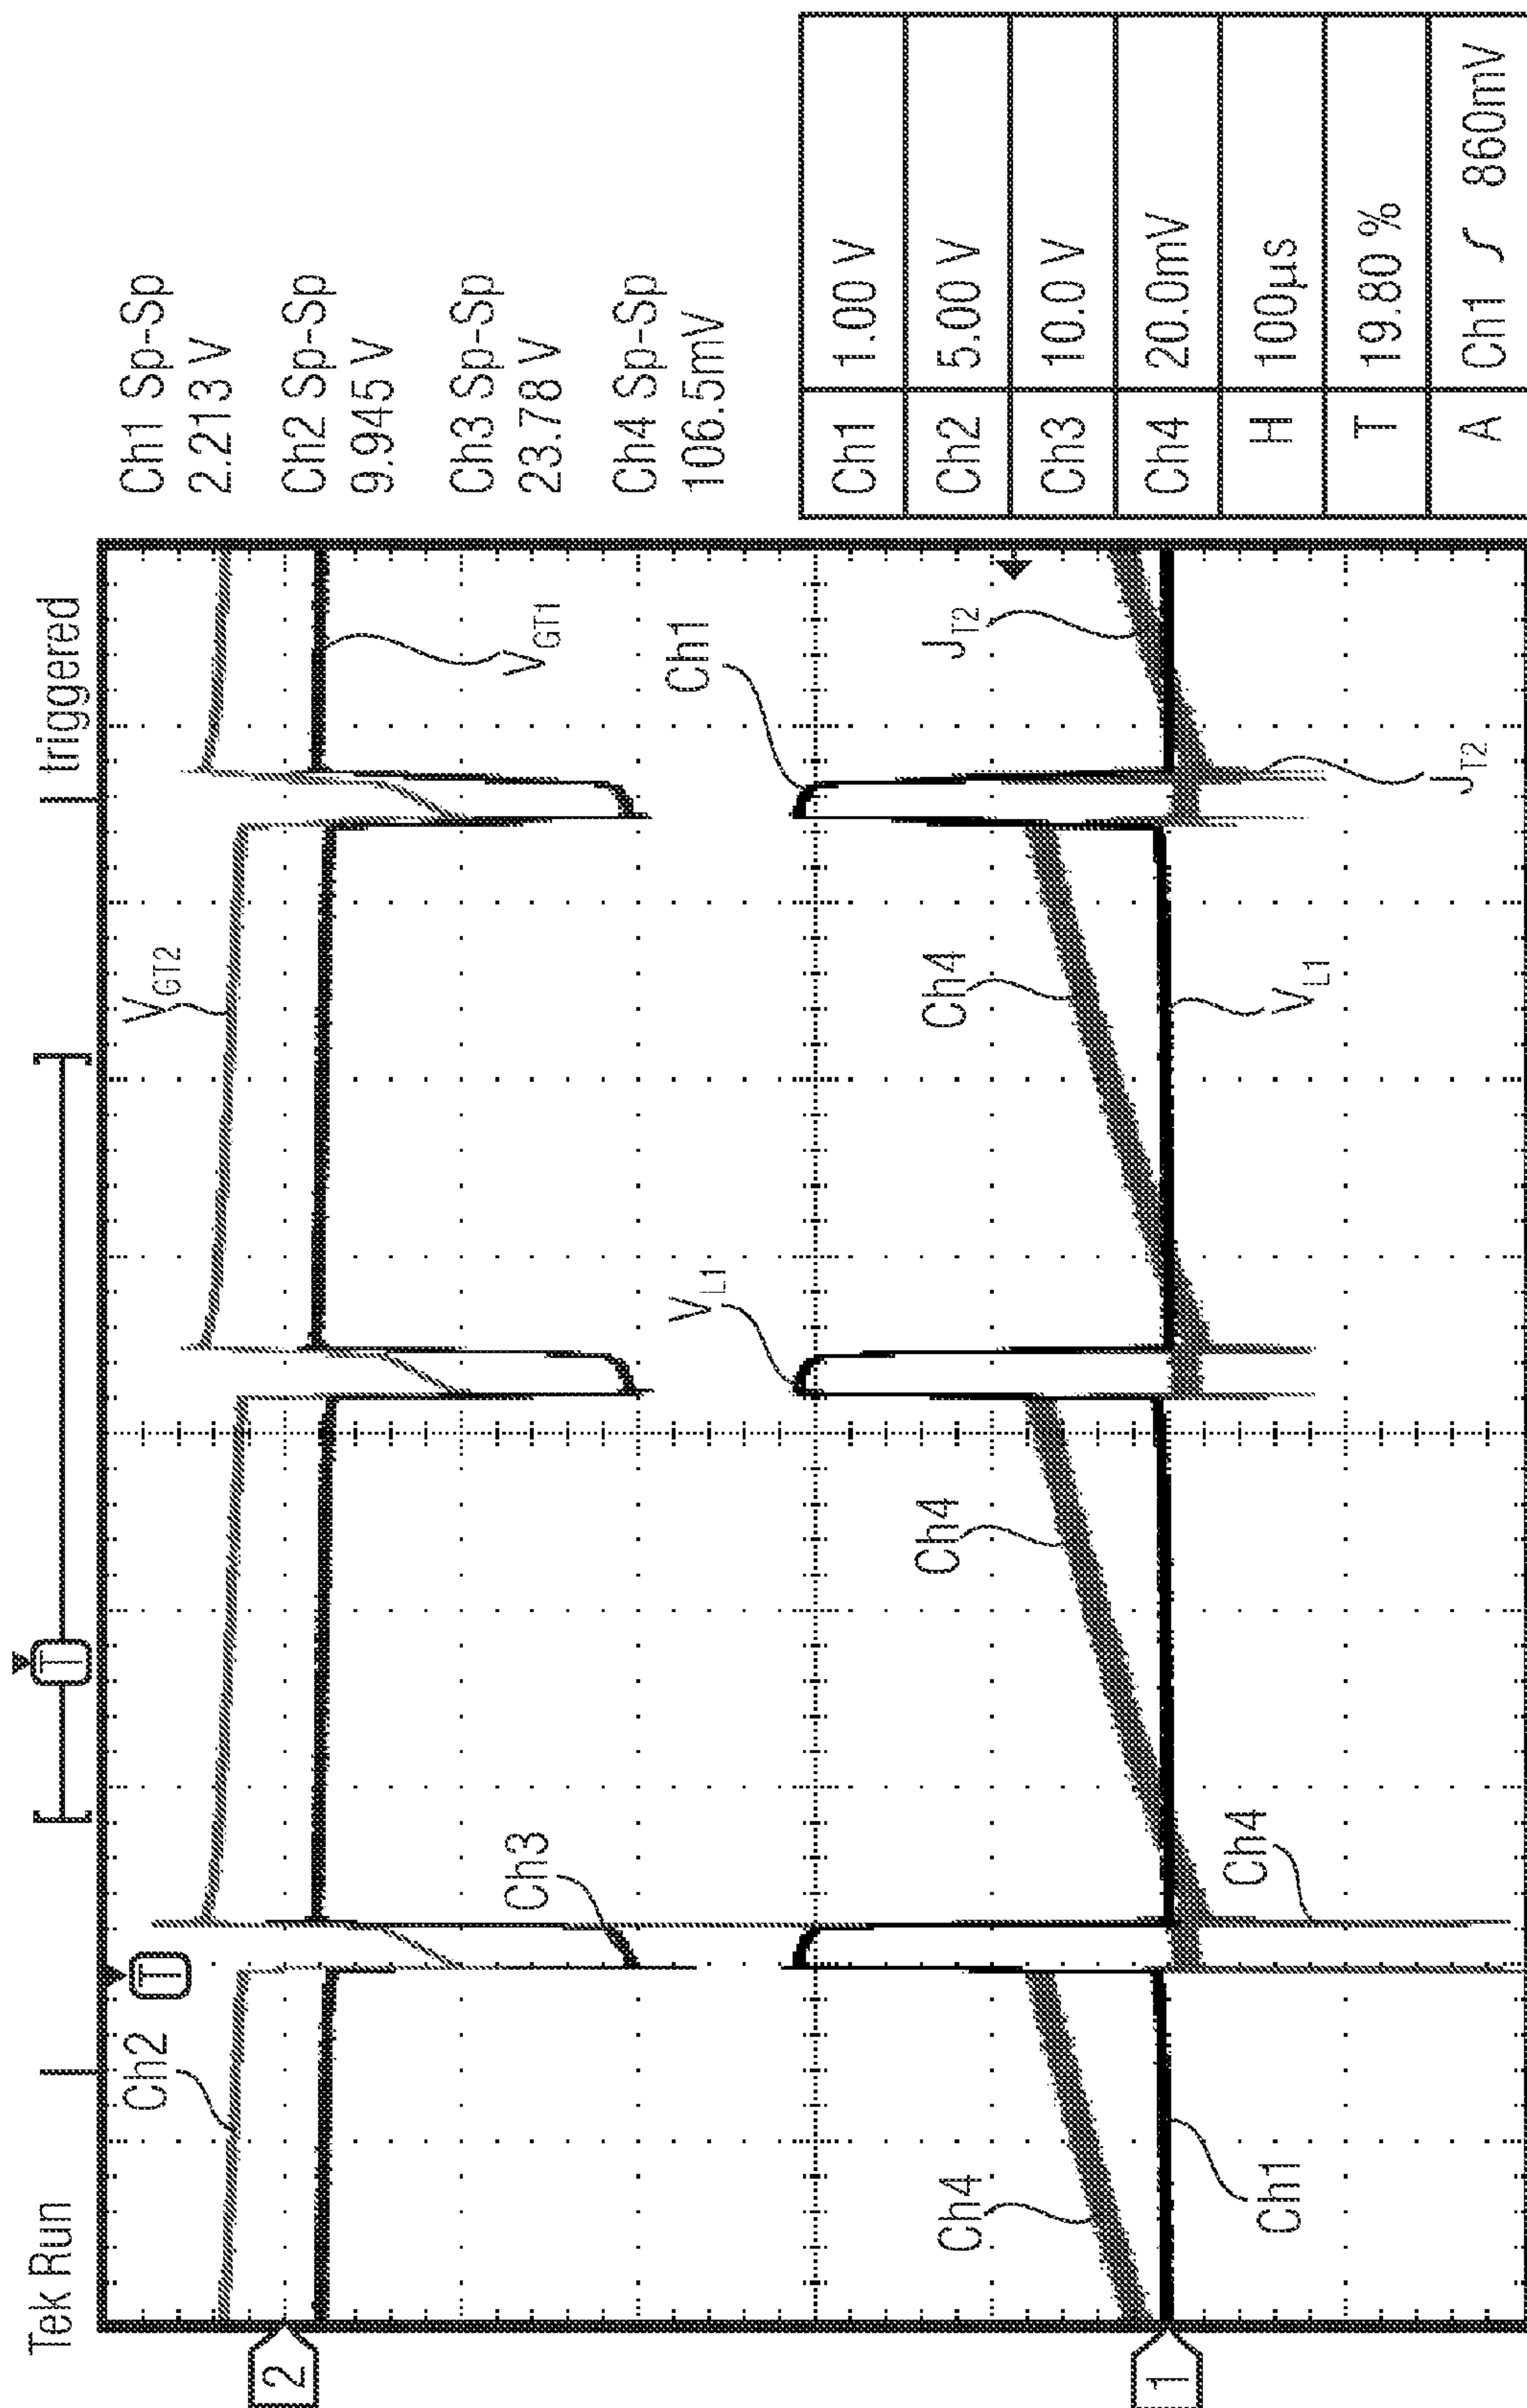 Tek Run
triggered
T
T
Ch2
V_GT2
V_GT1
Ch3
V_L1
Ch1
Ch4
Ch4
Ch4
J_T2
Ch1
Ch4
V_L1
J_T2
2
1
Ch1 Sp-Sp
2.213 V
Ch2 Sp-Sp
9.945 V
Ch3 Sp-Sp
23.78 V
Ch4 Sp-Sp
106.5mV
Ch1 1.00 V
Ch2 5.00 V
Ch3 10.0 V
Ch4 20.0mV
H 100µs
T 19.80 %
A Ch1 ∫ 860mV